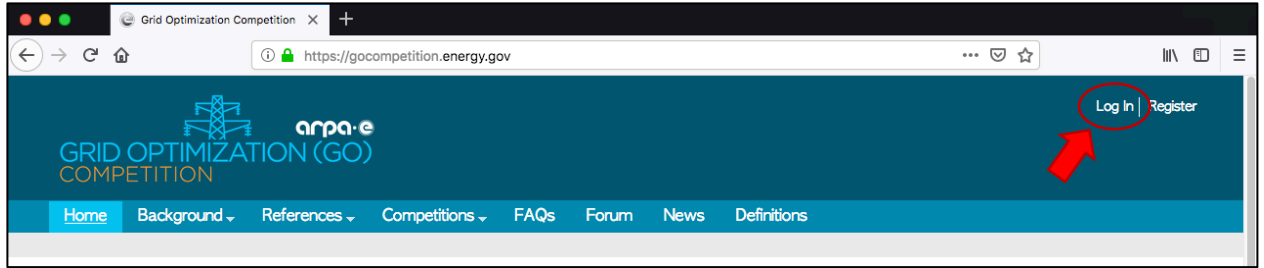 Grid Optimization Competition
https://gocompetition.energy.gov
Log In | Register
arpa·e
GRID OPTIMIZATION (GO)
COMPETITION
Home Background References Competitions FAQs Forum News Definitions